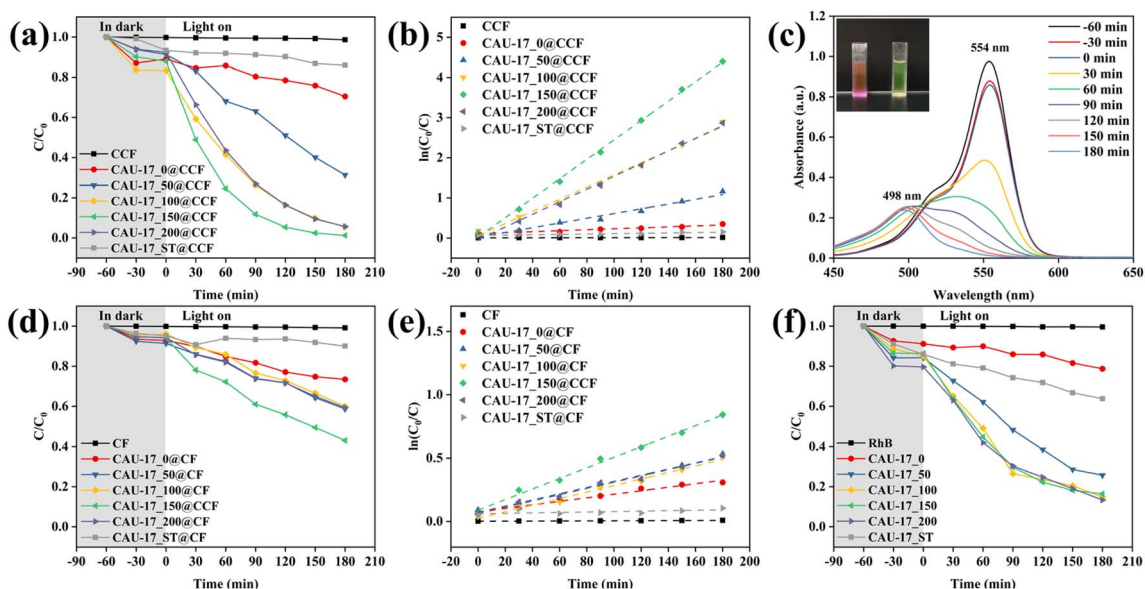 (a)
In dark
Light on
C/C0
1.0
0.8
0.6
0.4
0.2
0.0
CCF
CAU-17_0@CCF
CAU-17_50@CCF
CAU-17_100@CCF
CAU-17_150@CCF
CAU-17_200@CCF
CAU-17_ST@CCF
-90 -60 -30 0 30 60 90 120 150 180 210
Time (min)
(b)
ln(C0/C)
5
4
3
2
1
0
CCF
CAU-17_0@CCF
CAU-17_50@CCF
CAU-17_100@CCF
CAU-17_150@CCF
CAU-17_200@CCF
CAU-17_ST@CCF
0 20 40 60 80 100 120 140 160 180 200
Time (min)
(c)
Absorbance (a.u.)
1.2
1.0
0.8
0.6
0.4
0.2
0.0
554 nm
498 nm
-60 min
-30 min
0 min
30 min
60 min
90 min
120 min
150 min
180 min
450 500 550 600 650
Wavelength (nm)
(d)
In dark
Light on
C/C0
1.0
0.8
0.6
0.4
0.2
0.0
CF
CAU-17_0@CF
CAU-17_50@CF
CAU-17_100@CF
CAU-17_150@CCF
CAU-17_200@CF
CAU-17_ST@CF
-90 -60 -30 0 30 60 90 120 150 180 210
Time (min)
(e)
ln(C0/C)
1.5
1.0
0.5
0.0
CF
CAU-17_0@CF
CAU-17_50@CF
CAU-17_100@CF
CAU-17_150@CCF
CAU-17_200@CF
CAU-17_ST@CF
0 20 40 60 80 100 120 140 160 180 200
Time (min)
(f)
In dark
Light on
C/C0
1.0
0.8
0.6
0.4
0.2
0.0
RhB
CAU-17_0
CAU-17_50
CAU-17_100
CAU-17_150
CAU-17_200
CAU-17_ST
-90 -60 -30 0 30 60 90 120 150 180 210
Time (min)